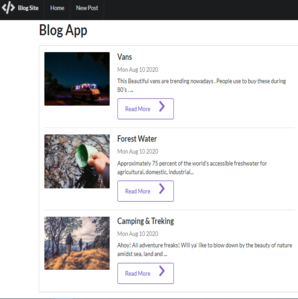 </> Blog Site Home New Post
Blog App
Vans
Mon Aug 10 2020
This Beautiful vans are trending nowadays . People use to buy these during
80's ....
Read More
Forest Water
Mon Aug 10 2020
Approximately 75 percent of the world's accessible freshwater for
agricultural, domestic, industrial...
Read More
Camping & Treking
Mon Aug 10 2020
Ahoy! All adventure freaks! Will ya' like to blow down by the beauty of nature
amidst sea, land and ...
Read More